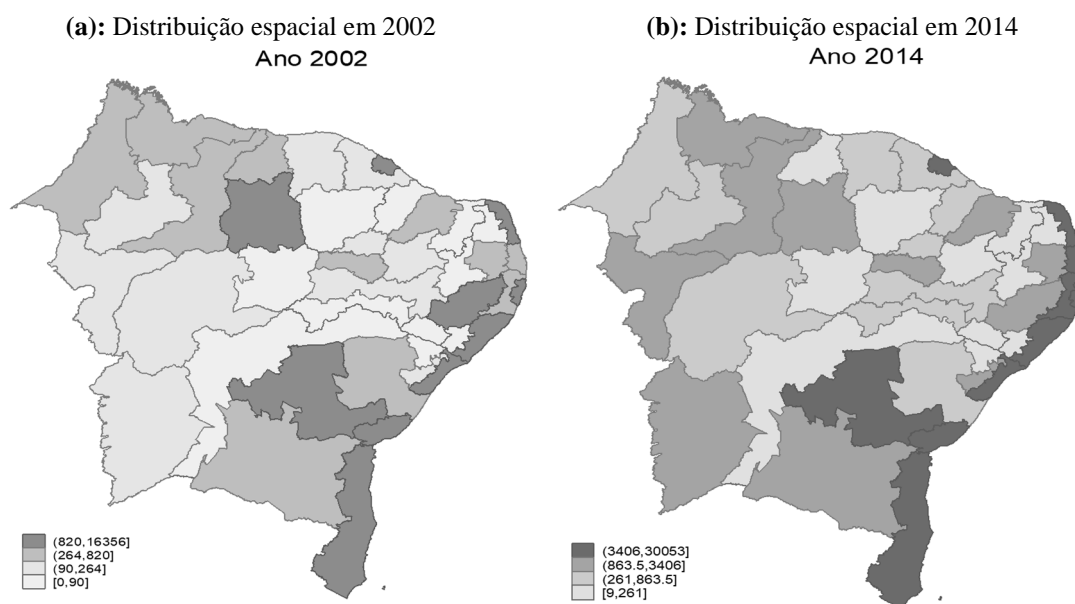 (a): Distribuição espacial em 2002
Ano 2002
(820,16356]
(264,820]
(90,264]
[0,90]
(b): Distribuição espacial em 2014
Ano 2014
(3406,30053]
(863.5,3406]
(261,863.5]
[9,261]